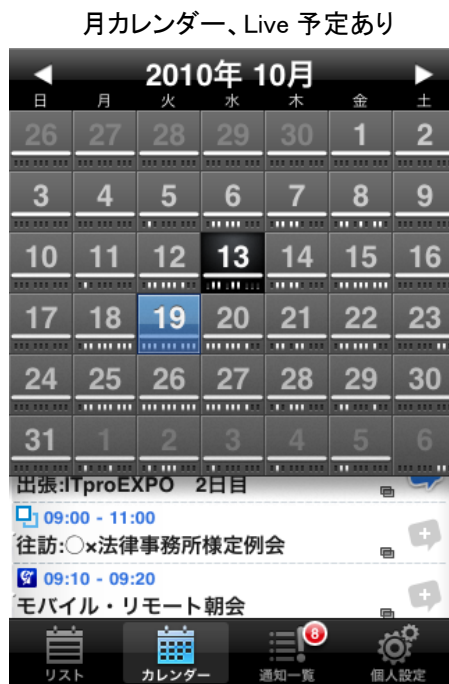 月カレンダー、Live 予定あり
2010年 10月
日 月 火 水 木 金 土
26 27 28 29 30 1 2
3 4 5 6 7 8 9
10 11 12 13 14 15 16
17 18 19 20 21 22 23
24 25 26 27 28 29 30
31 1 2 3 4 5 6
出張:ITproEXPO 2日目
09:00 - 11:00
往訪:○×法律事務所様定例会
09:10 - 09:20
モバイル・リモート朝会
8
リスト カレンダー 通知一覧 個人設定